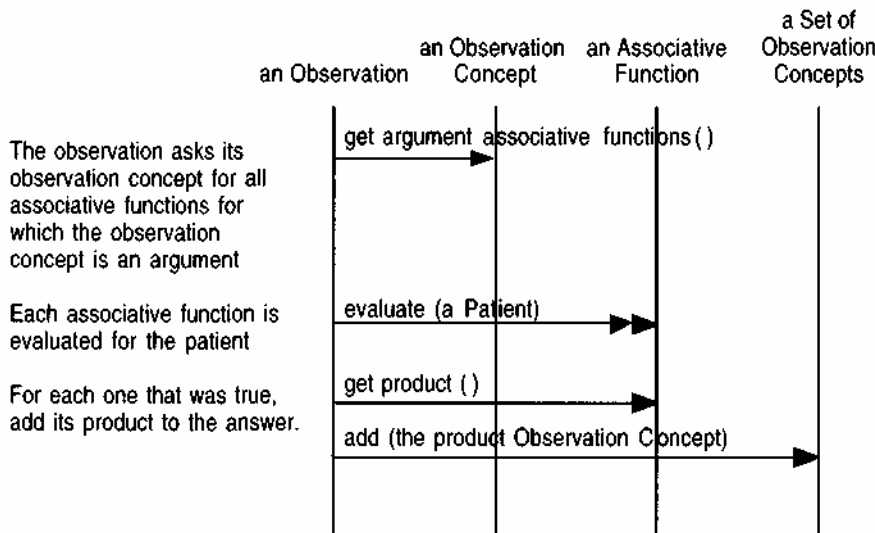 an Observation
an Observation
Concept
an Associative
Function
a Set of
Observation
Concepts
The observation asks its
observation concept for all
associative functions for
which the observation
concept is an argument
get argument associative functions ( )
Each associative function is
evaluated for the patient
evaluate (a Patient)
For each one that was true,
add its product to the answer.
get product ( )
add (the product Observation Concept)